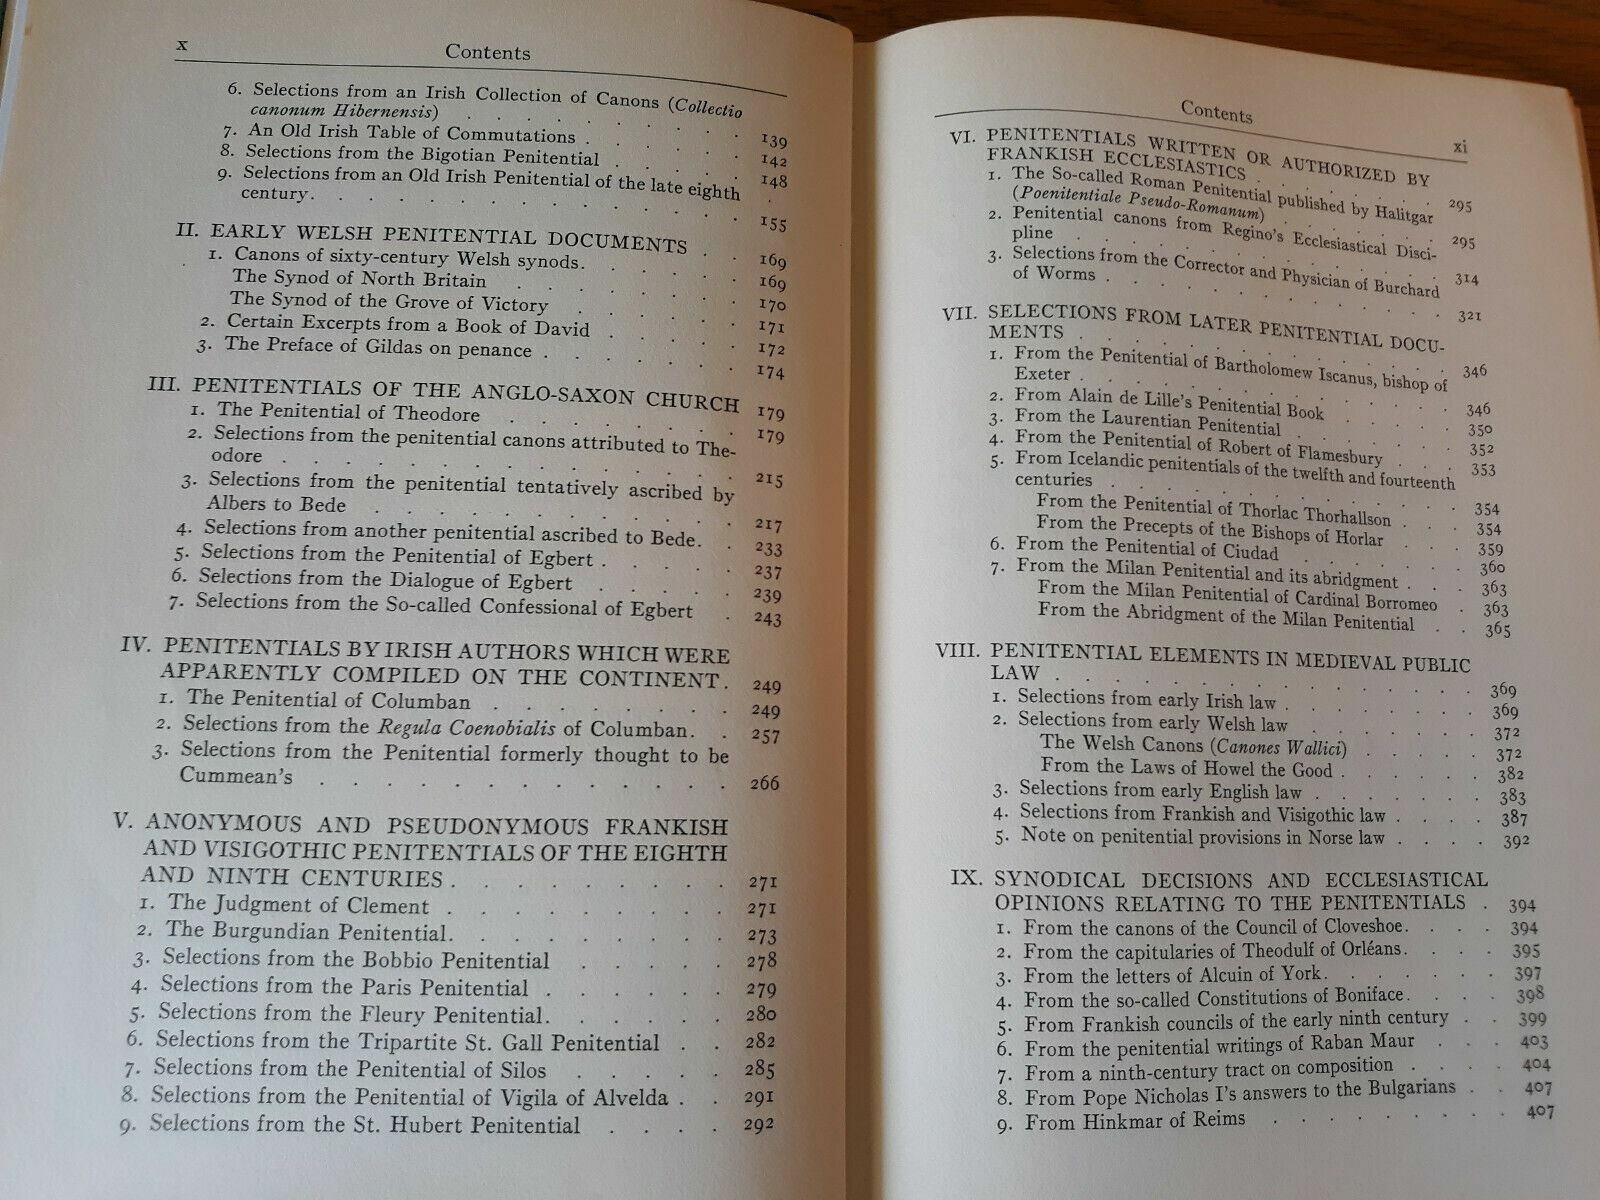 x
Contents
6. Selections from an Irish Collection of Canons (Collectio
canonum Hibernensis) . . . . . . . . . . 139
7. An Old Irish Table of Commutations . . . . . . 142
8. Selections from the Bigotian Penitential . . . . . 148
9. Selections from an Old Irish Penitential of the late eighth
century. . . . . . . . . . . . . . . 155
II. EARLY WELSH PENITENTIAL DOCUMENTS . . 169
1. Canons of sixty-century Welsh synods. . . . . . 169
The Synod of North Britain . . . . . . . . 170
The Synod of the Grove of Victory . . . . . . 171
2. Certain Excerpts from a Book of David . . . . . 172
3. The Preface of Gildas on penance . . . . . . . 174
III. PENITENTIALS OF THE ANGLO-SAXON CHURCH 179
1. The Penitential of Theodore . . . . . . . . 179
2. Selections from the penitential canons attributed to The-
odore . . . . . . . . . . . . . . . 215
3. Selections from the penitential tentatively ascribed by
Albers to Bede . . . . . . . . . . . . 217
4. Selections from another penitential ascribed to Bede. . 233
5. Selections from the Penitential of Egbert . . . . . 237
6. Selections from the Dialogue of Egbert . . . . . 239
7. Selections from the So-called Confessional of Egbert . 243
IV. PENITENTIALS BY IRISH AUTHORS WHICH WERE
APPARENTLY COMPILED ON THE CONTINENT . 249
1. The Penitential of Columban . . . . . . . . 249
2. Selections from the Regula Coenobialis of Columban. . 257
3. Selections from the Penitential formerly thought to be
Cummean's . . . . . . . . . . . . . 266
V. ANONYMOUS AND PSEUDONYMOUS FRANKISH
AND VISIGOTHIC PENITENTIALS OF THE EIGHTH
AND NINTH CENTURIES . . . . . . . . . 271
1. The Judgment of Clement . . . . . . . . . 271
2. The Burgundian Penitential. . . . . . . . . 273
3. Selections from the Bobbio Penitential . . . . . 278
4. Selections from the Paris Penitential . . . . . . 279
5. Selections from the Fleury Penitential. . . . . . 280
6. Selections from the Tripartite St. Gall Penitential . . 282
7. Selections from the Penitential of Silos . . . . . 285
8. Selections from the Penitential of Vigila of Alvelda . . 291
9. Selections from the St. Hubert Penitential . . . . 292
Contents
xi
VI. PENITENTIALS WRITTEN OR AUTHORIZED BY
FRANKISH ECCLESIASTICS . . . . . . . . 295
1. The So-called Roman Penitential published by Halitgar
(Poenitentiale Pseudo-Romanum) . . . . . . . 295
2. Penitential canons from Regino's Ecclesiastical Disci-
pline . . . . . . . . . . . . . . . 314
3. Selections from the Corrector and Physician of Burchard
of Worms . . . . . . . . . . . . . . 321
VII. SELECTIONS FROM LATER PENITENTIAL DOCU-
MENTS . . . . . . . . . . . . . . . 346
1. From the Penitential of Bartholomew Iscanus, bishop of
Exeter . . . . . . . . . . . . . . . 346
2. From Alain de Lille's Penitential Book . . . . . 350
3. From the Laurentian Penitential . . . . . . . 352
4. From the Penitential of Robert of Flamesbury . . . 353
5. From Icelandic penitentials of the twelfth and fourteenth
centuries . . . . . . . . . . . . . . 354
From the Penitential of Thorlac Thorhallson . . . 354
From the Precepts of the Bishops of Horlar . . . 359
6. From the Penitential of Ciudad . . . . . . . 360
7. From the Milan Penitential and its abridgment . . . 363
From the Milan Penitential of Cardinal Borromeo . 363
From the Abridgment of the Milan Penitential . . 365
VIII. PENITENTIAL ELEMENTS IN MEDIEVAL PUBLIC
LAW . . . . . . . . . . . . . . . . 369
1. Selections from early Irish law . . . . . . . . 369
2. Selections from early Welsh law . . . . . . . 372
The Welsh Canons (Canones Wallici) . . . . . 372
From the Laws of Howel the Good . . . . . . 382
3. Selections from early English law . . . . . . . 383
4. Selections from Frankish and Visigothic law . . . . 387
5. Note on penitential provisions in Norse law . . . . 392
IX. SYNODICAL DECISIONS AND ECCLESIASTICAL
OPINIONS RELATING TO THE PENITENTIALS . 394
1. From the canons of the Council of Cloveshoe. . . . 394
2. From the capitularies of Theodulf of Orléans. . . . 395
3. From the letters of Alcuin of York. . . . . . . 397
4. From the so-called Constitutions of Boniface. . . . 398
5. From Frankish councils of the early ninth century . . 399
6. From the penitential writings of Raban Maur . . . 403
7. From a ninth-century tract on composition . . . . 404
8. From Pope Nicholas I's answers to the Bulgarians . . 407
9. From Hinkmar of Reims . . . . . . . . . 407